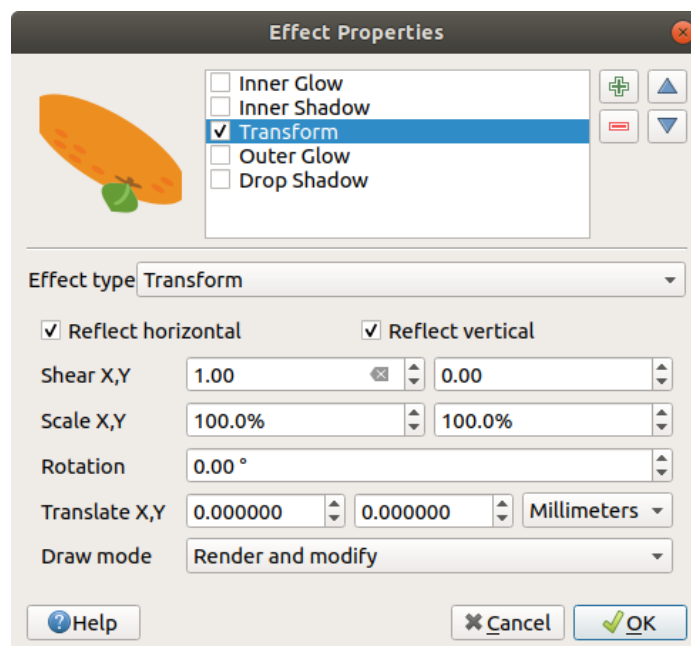 Effect Properties
Inner Glow
Inner Shadow
Transform
Outer Glow
Drop Shadow
Effect type Transform
Reflect horizontal Reflect vertical
Shear X,Y 1.00 0.00
Scale X,Y 100.0% 100.0%
Rotation 0.00 °
Translate X,Y 0.000000 0.000000 Millimeters
Draw mode Render and modify
Help Cancel OK